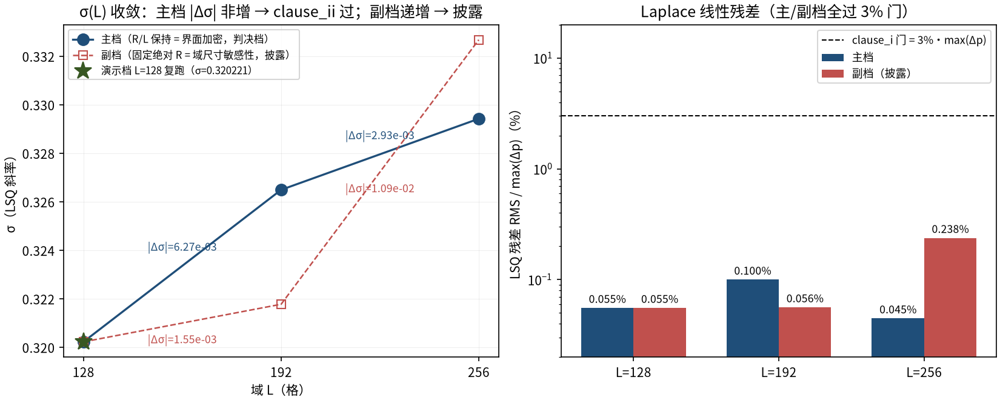 σ(L) 收敛：主档 |Δσ| 非增 → clause_ii 过；副档递增 → 披露
主档（R/L 保持 = 界面加密，判决档）
副档（固定绝对 R = 域尺寸敏感性，披露）
演示档 L=128 复跑（σ=0.320221）
σ（LSQ 斜率）
0.332
0.330
0.328
0.326
0.324
0.322
0.320
|Δσ|=2.93e-03
|Δσ|=1.09e-02
|Δσ|=6.27e-03
|Δσ|=1.55e-03
128
192
256
域 L（格）
Laplace 线性残差（主/副档全过 3% 门）
clause_i 门 = 3%·max(Δp)
主档
副档（披露）
LSQ 残差 RMS / max(Δp)（%）
10¹
10⁰
10⁻¹
0.055%
0.055%
0.100%
0.056%
0.045%
0.238%
L=128
L=192
L=256